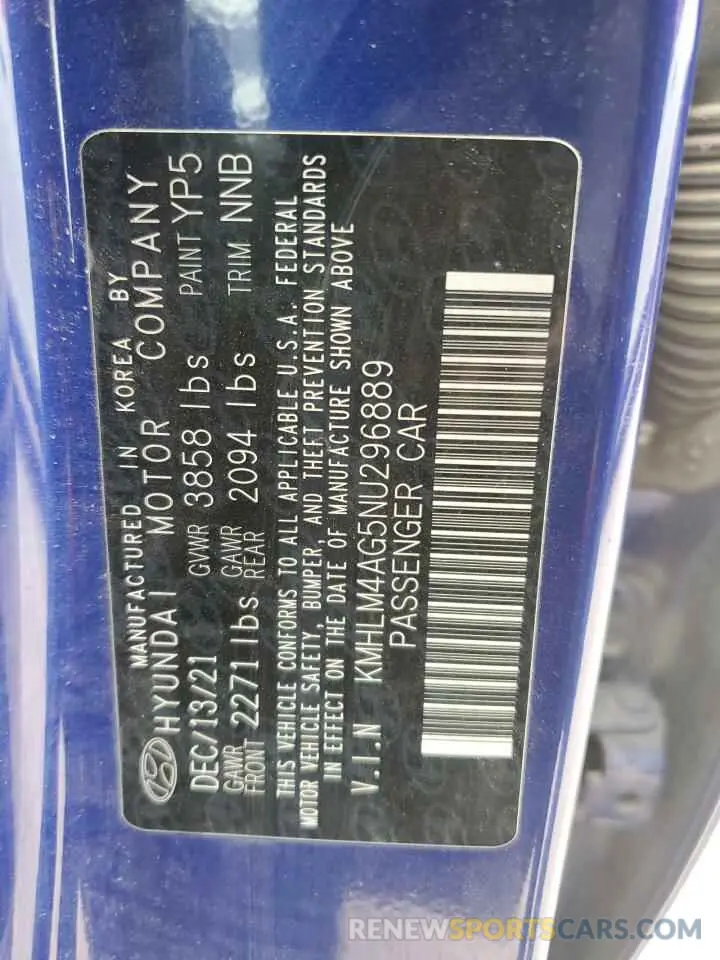 MANUFACTURED IN KOREA BY
HYUNDAI MOTOR COMPANY
DEC/13/21 GVWR 3858 lbs PAINT YP5
GAWR FRONT 2271 lbs GAWR REAR 2094 lbs TRIM NNB
THIS VEHICLE CONFORMS TO ALL APPLICABLE U.S.A. FEDERAL
MOTOR VEHICLE SAFETY, BUMPER, AND THEFT PREVENTION STANDARDS
IN EFFECT ON THE DATE OF MANUFACTURE SHOWN ABOVE
V.I.N KMHLM4AG5NU296889
PASSENGER CAR
RENEWSPORTSCARS.COM